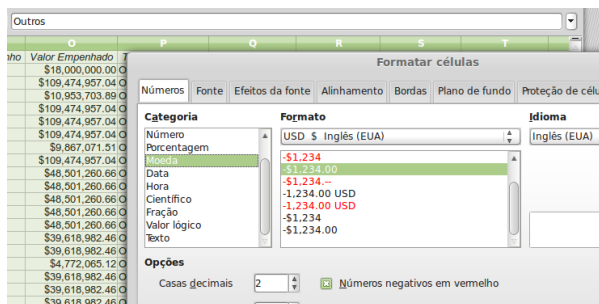 Outros
O P Q R S T
nho Valor Empenhado T
$18,000,000.00 O
$109,474,957.04 O
$10,953,703.89 O
$109,474,957.04 O
$109,474,957.04 O
$109,474,957.04 O
$9,867,071.51 O
$109,474,957.04 O
$48,501,260.66 O
$48,501,260.66 O
$48,501,260.66 O
$48,501,260.66 O
$48,501,260.66 O
$39,618,982.46 O
$39,618,982.46 O
$4,772,065.12 O
$39,618,982.46 O
$39,618,982.46 O
$39,618,982.46 O
Formatar células
Números Fonte Efeitos da fonte Alinhamento Bordas Plano de fundo Proteção de célu
Categoria
Número
Porcentagem
Moeda
Data
Hora
Científico
Fração
Valor lógico
Texto
Formato
USD $ Inglês (EUA)
-$1,234
-$1,234.00
-$1,234.--
-1,234.00 USD
-1,234.00 USD
-$1,234
-$1,234.00
Idioma
Inglês (EUA)
Opções
Casas decimais 2 Números negativos em vermelho